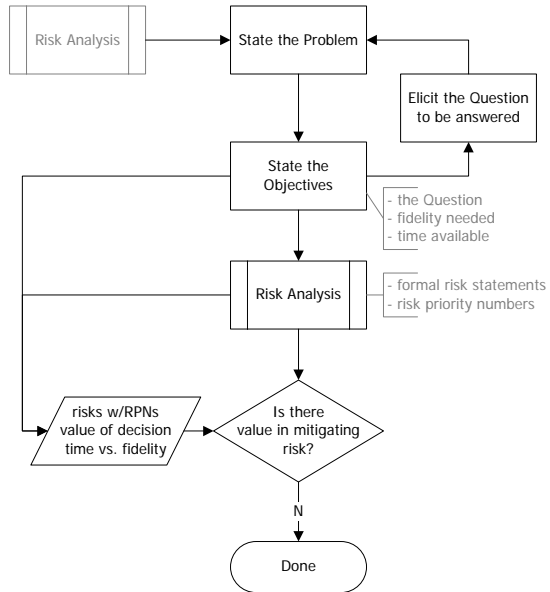 Risk Analysis
State the Problem
Elicit the Question
to be answered
State the
Objectives
- the Question
- fidelity needed
- time available
Risk Analysis
- formal risk statements
- risk priority numbers
risks w/RPNs
value of decision
time vs. fidelity
Is there
value in mitigating
risk?
N
Done